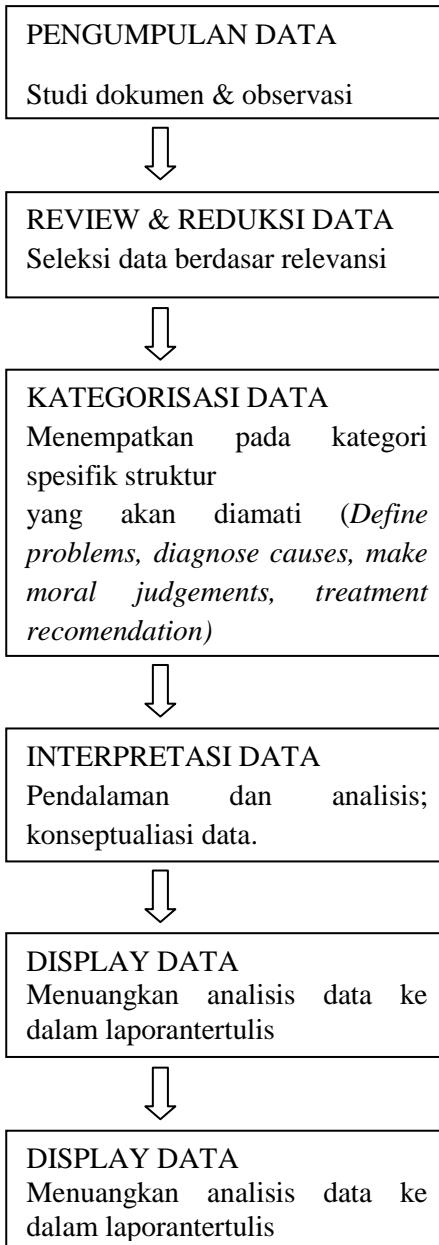 PENGUMPULAN DATA
Studi dokumen & observasi
REVIEW & REDUKSI DATA
Seleksi data berdasar relevansi
KATEGORISASI DATA
Menempatkan pada kategori
spesifik struktur
yang akan diamati (Define
problems, diagnose causes, make
moral judgements, treatment
recomendation)
INTERPRETASI DATA
Pendalaman dan analisis;
konseptualiasi data.
DISPLAY DATA
Menuangkan analisis data ke
dalam laporantertulis
DISPLAY DATA
Menuangkan analisis data ke
dalam laporantertulis